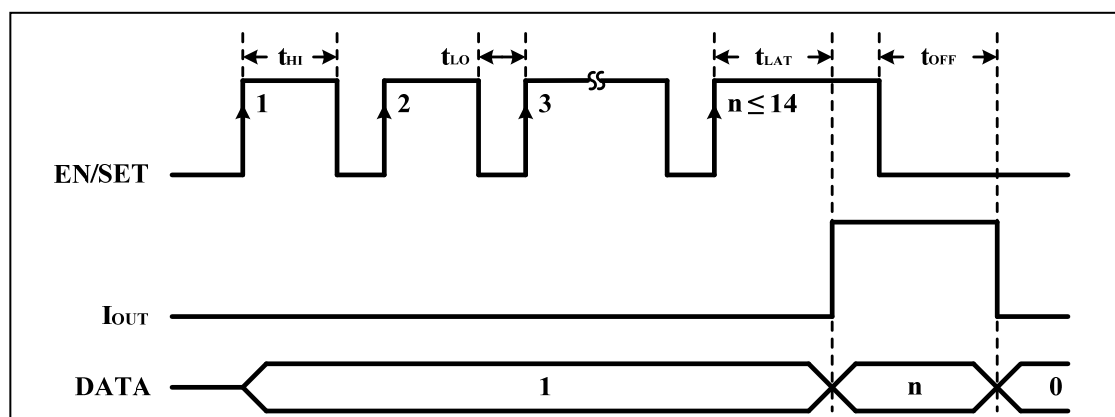 tHI tLO tLAT tOFF
1 2 3 n ≤ 14
EN/SET
IOUT
DATA 1 n 0